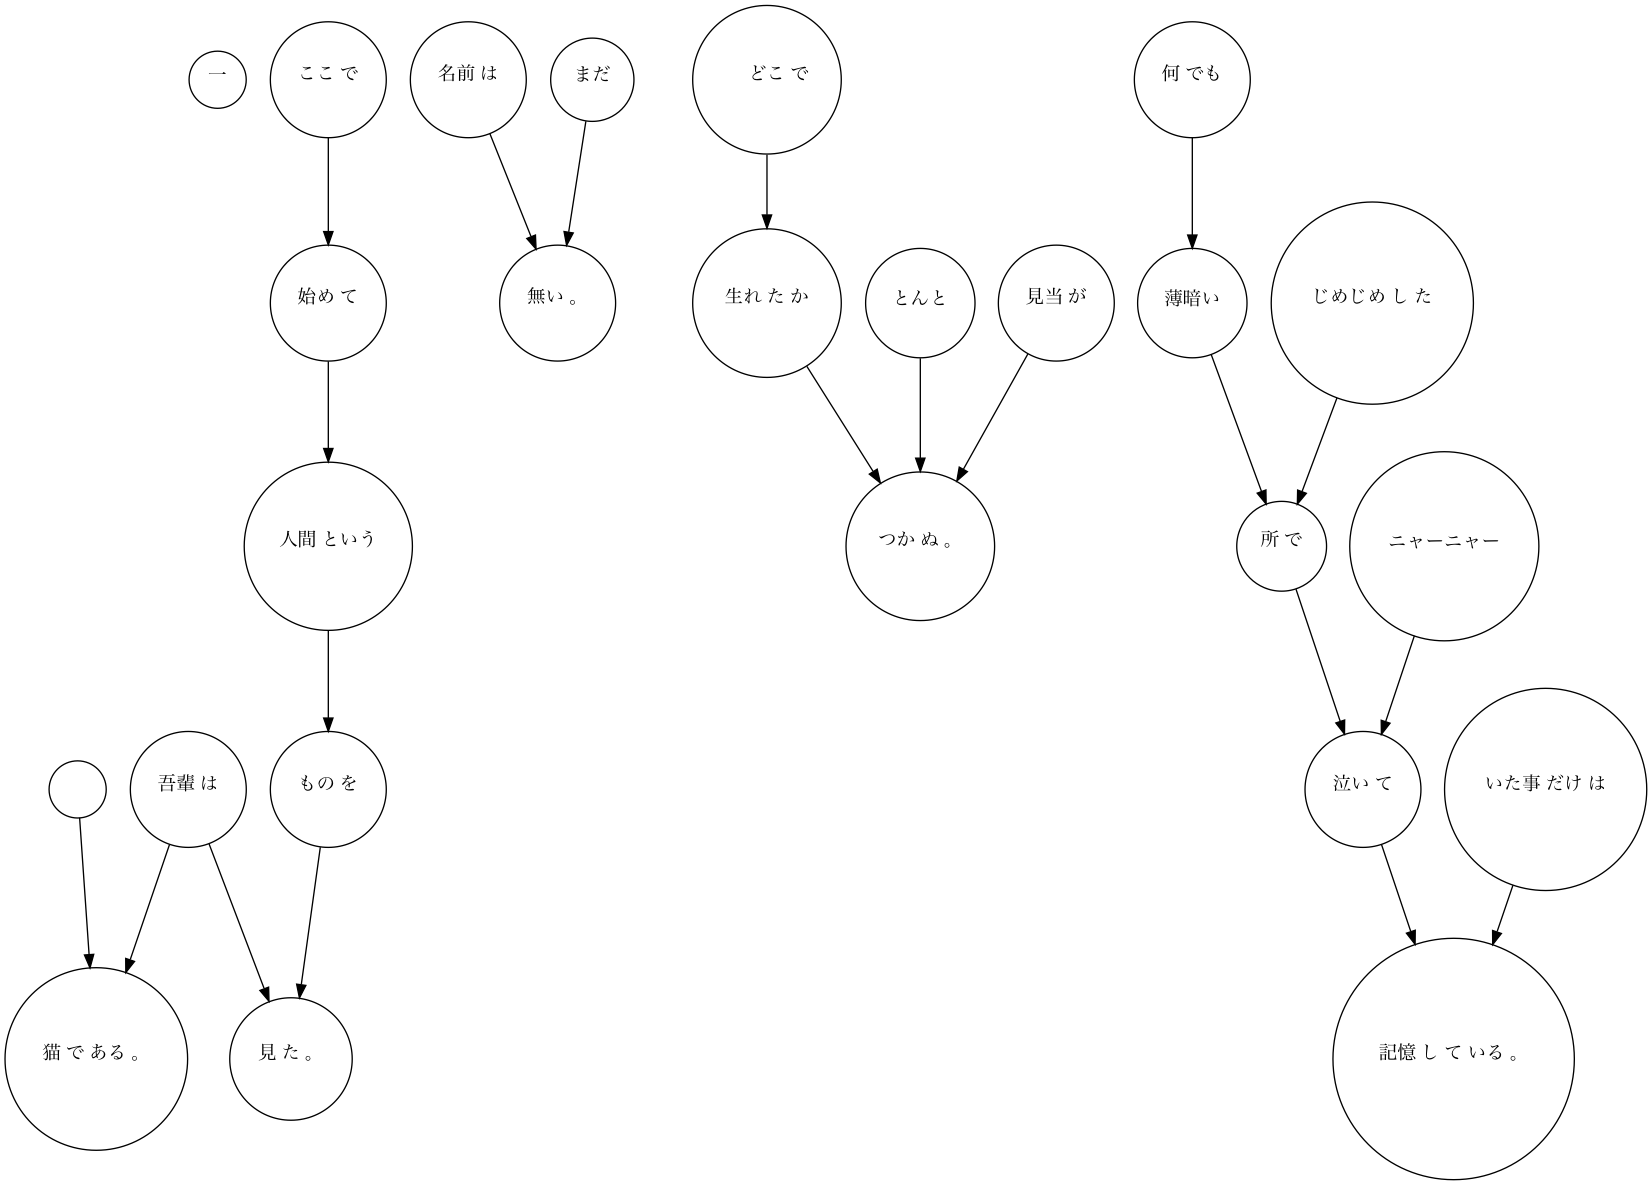 一
ここ で
名前 は
まだ
どこ で
何 でも
始め て
無い 。
生れ た か
とんと
見当 が
薄暗い
じめじめ し た
人間 という
つか ぬ 。
所 で
ニャーニャー
吾輩 は
もの を
泣い て
いた事 だけ は
猫 で ある 。
見 た 。
記憶 し て いる 。